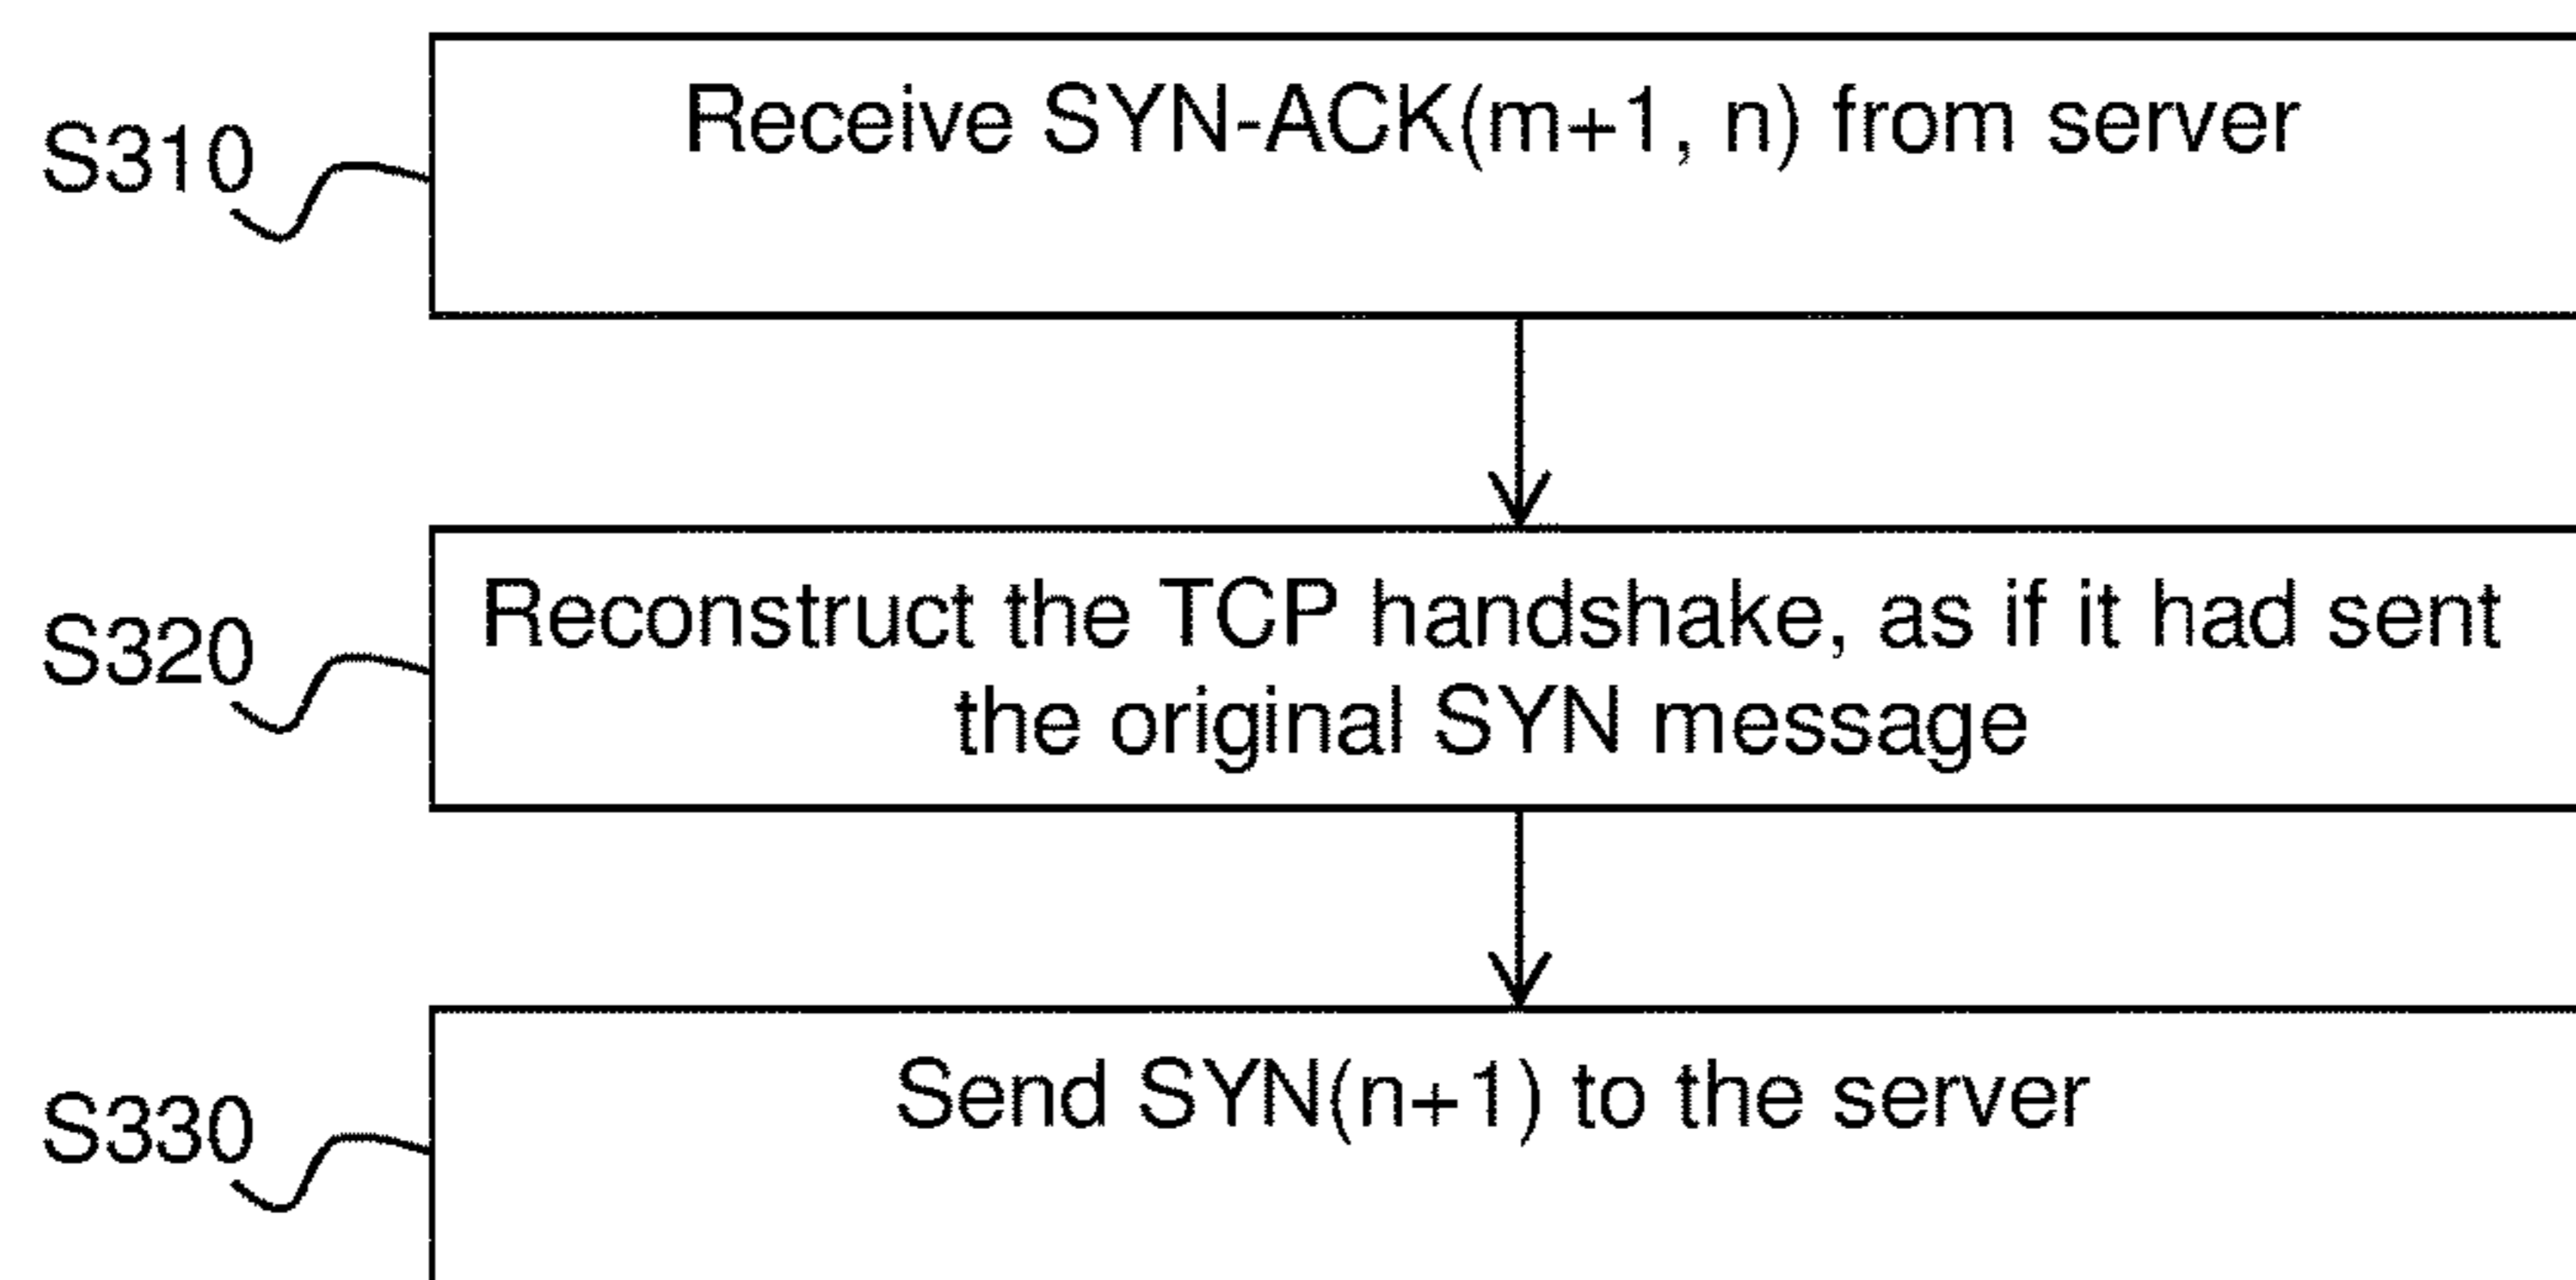 S310
Receive SYN-ACK(m+1, n) from server
S320
Reconstruct the TCP handshake, as if it had sent
the original SYN message
S330
Send SYN(n+1) to the server